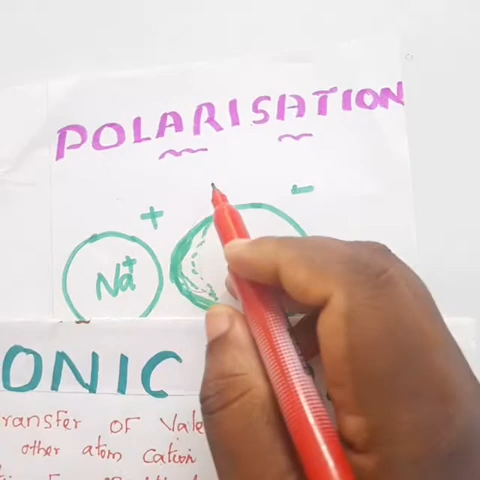 POLARISATION
+ -
Na+
ONIC
ransfer of Vale
other atom cation